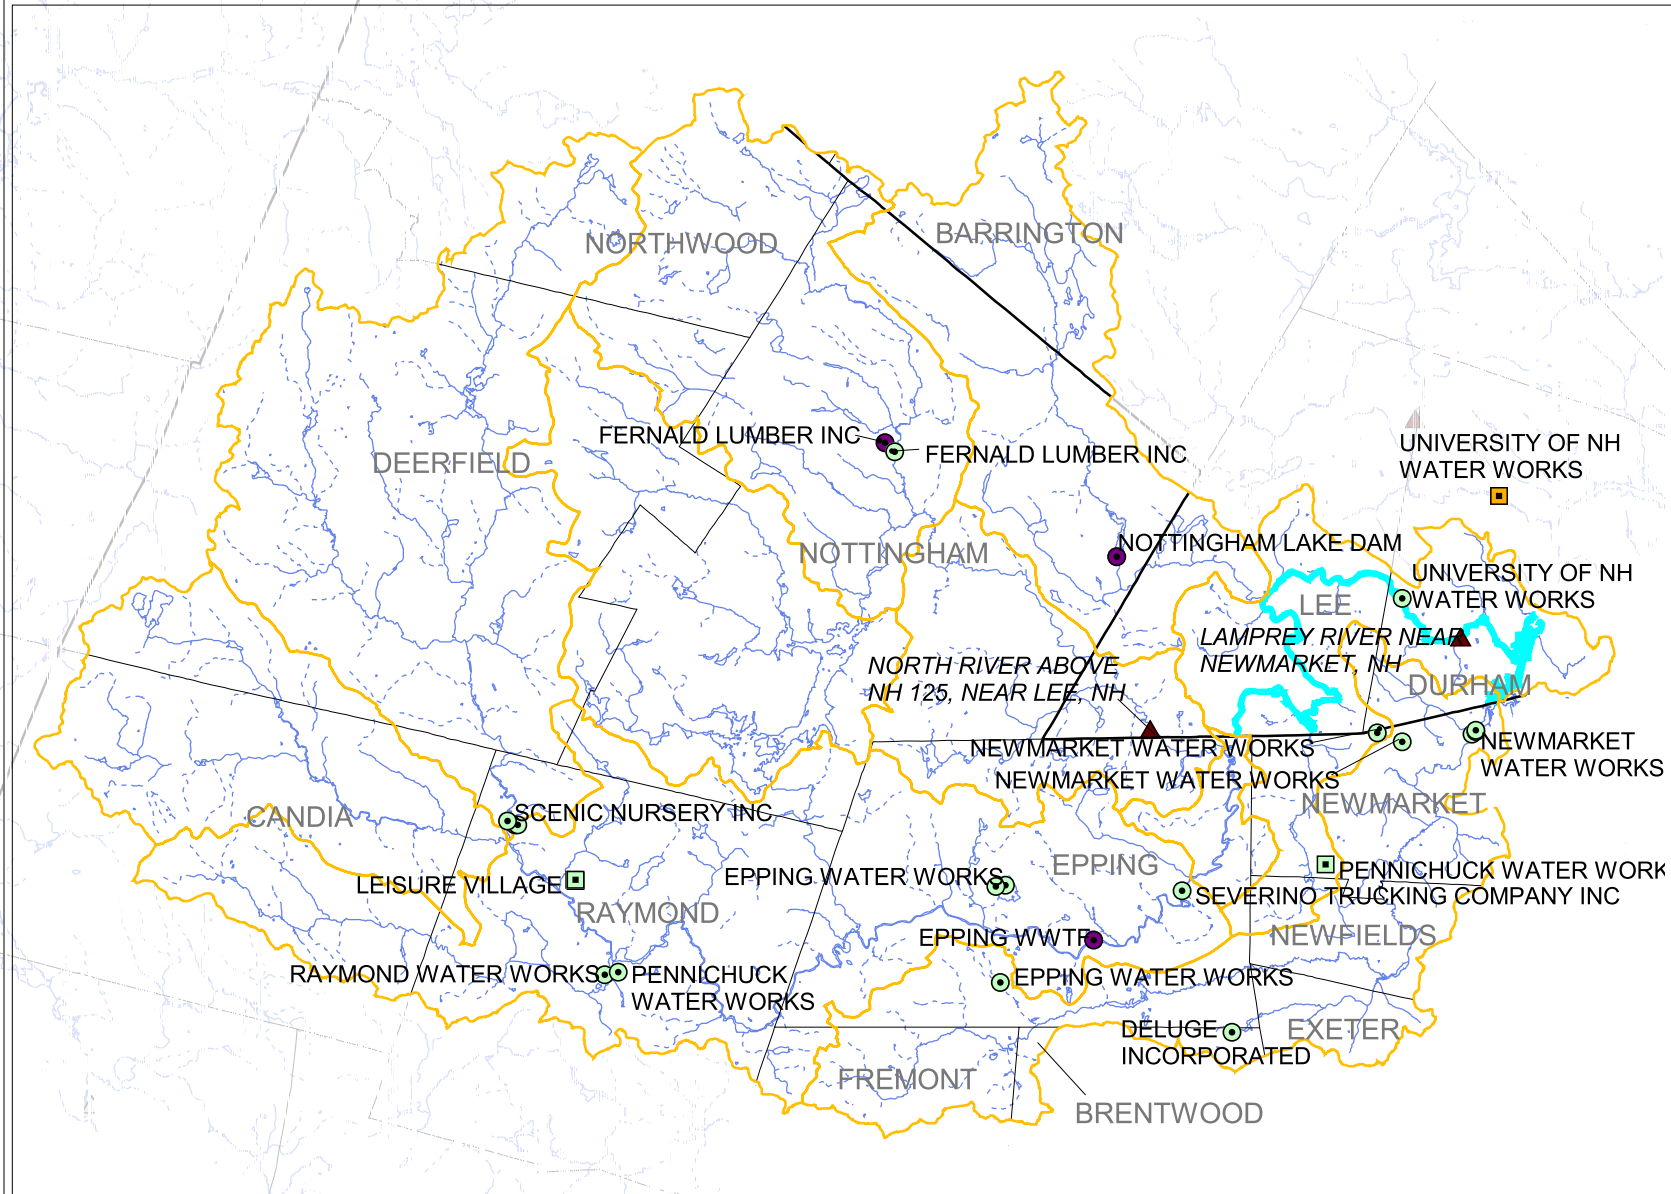 BARRINGTON
NORTHWOOD
FERNALD LUMBER INC
FERNALD LUMBER INC
DEERFIELD
UNIVERSITY OF NH
WATER WORKS
NOTTINGHAM
NOTTINGHAM LAKE DAM
UNIVERSITY OF NH
WATER WORKS
LEE
LAMPREY RIVER NEAR
NEWMARKET, NH
NORTH RIVER ABOVE
NH 125, NEAR LEE, NH
DURHAM
NEWMARKET WATER WORKS
NEWMARKET
WATER WORKS
NEWMARKET WATER WORKS
NEWMARKET
CANDIA
SCENIC NURSERY INC
EPPING
PENNICHUCK WATER WORK
LEISURE VILLAGE
EPPING WATER WORKS
SEVERINO TRUCKING COMPANY INC
RAYMOND
EPPING WWTF
NEWFIELDS
RAYMOND WATER WORKS
PENNICHUCK
WATER WORKS
EPPING WATER WORKS
DELUGE
INCORPORATED
EXETER
FREMONT
BRENTWOOD